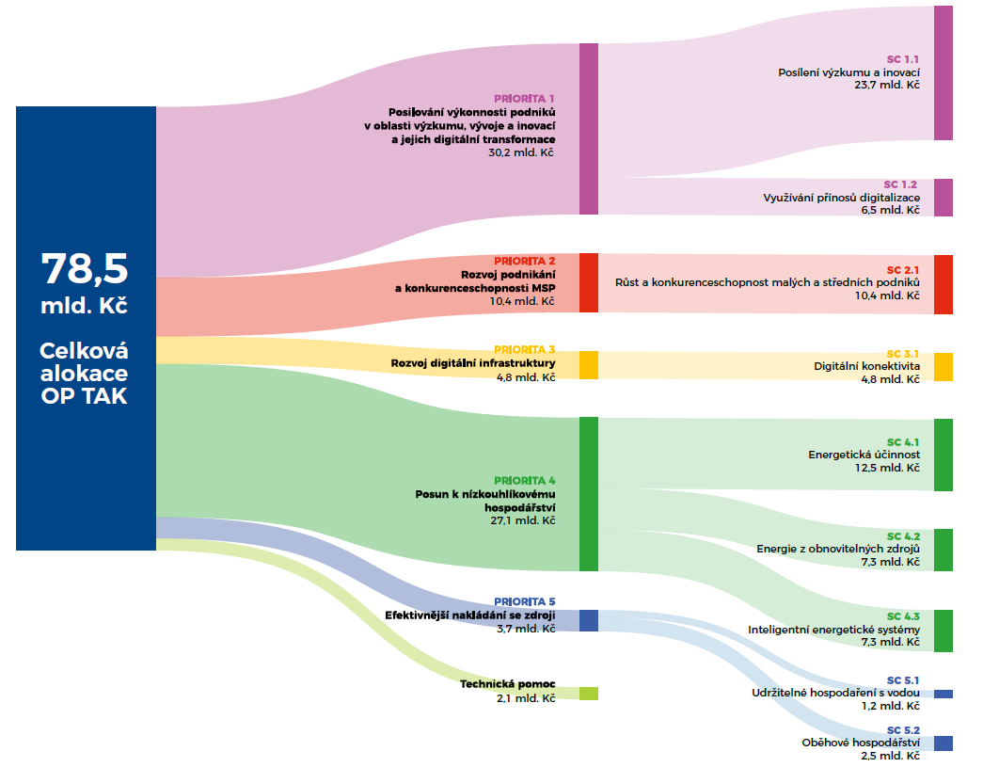 78,5
mld. Kč
Celková
alokace
OP TAK
PRIORITA 1
Posilování výkonnosti podniků
v oblasti výzkumu, vývoje a inovací
a jejich digitální transformace
30,2 mld. Kč
PRIORITA 2
Rozvoj podnikání
a konkurenceschopnosti MSP
10,4 mld. Kč
PRIORITA 3
Rozvoj digitální infrastruktury
4,8 mld. Kč
PRIORITA 4
Posun k nízkouhlíkovému
hospodářství
27,1 mld. Kč
PRIORITA 5
Efektivnější nakládání se zdroji
3,7 mld. Kč
Technická pomoc
2,1 mld. Kč
SC 1.1
Posílení výzkumu a inovací
23,7 mld. Kč
SC 1.2
Využívání přínosů digitalizace
6,5 mld. Kč
SC 2.1
Růst a konkurenceschopnost malých a středních podniků
10,4 mld. Kč
SC 3.1
Digitální konektivita
4,8 mld. Kč
SC 4.1
Energetická účinnost
12,5 mld. Kč
SC 4.2
Energie z obnovitelných zdrojů
7,3 mld. Kč
SC 4.3
Inteligentní energetické systémy
7,3 mld. Kč
SC 5.1
Udržitelné hospodaření s vodou
1,2 mld. Kč
SC 5.2
Oběhové hospodářství
2,5 mld. Kč